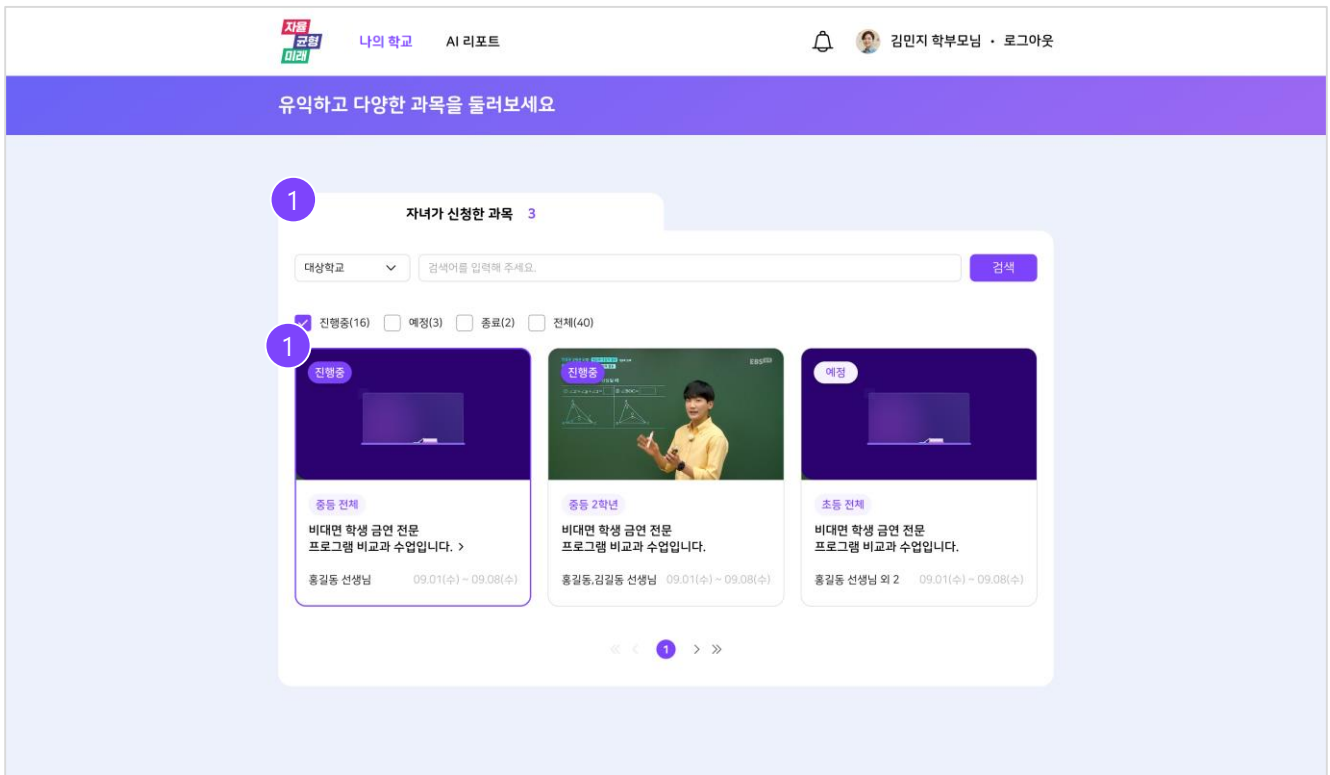 자율
균형
미래
나의 학교
AI 리포트
김민지 학부모님 • 로그아웃
유익하고 다양한 과목을 둘러보세요
1
자녀가 신청한 과목 3
대상학교
검색어를 입력해 주세요.
검색
진행중(16)
예정(3)
종료(2)
전체(40)
1
진행중
중등 전체
비대면 학생 금연 전문
프로그램 비교과 수업입니다. >
홍길동 선생님
09.01(수) ~ 09.08(수)
진행중
EBS
중등 2학년
비대면 학생 금연 전문
프로그램 비교과 수업입니다.
홍길동,김길동 선생님
09.01(수) ~ 09.08(수)
예정
초등 전체
비대면 학생 금연 전문
프로그램 비교과 수업입니다.
홍길동 선생님 외 2
09.01(수) ~ 09.08(수)
« < 1 > »